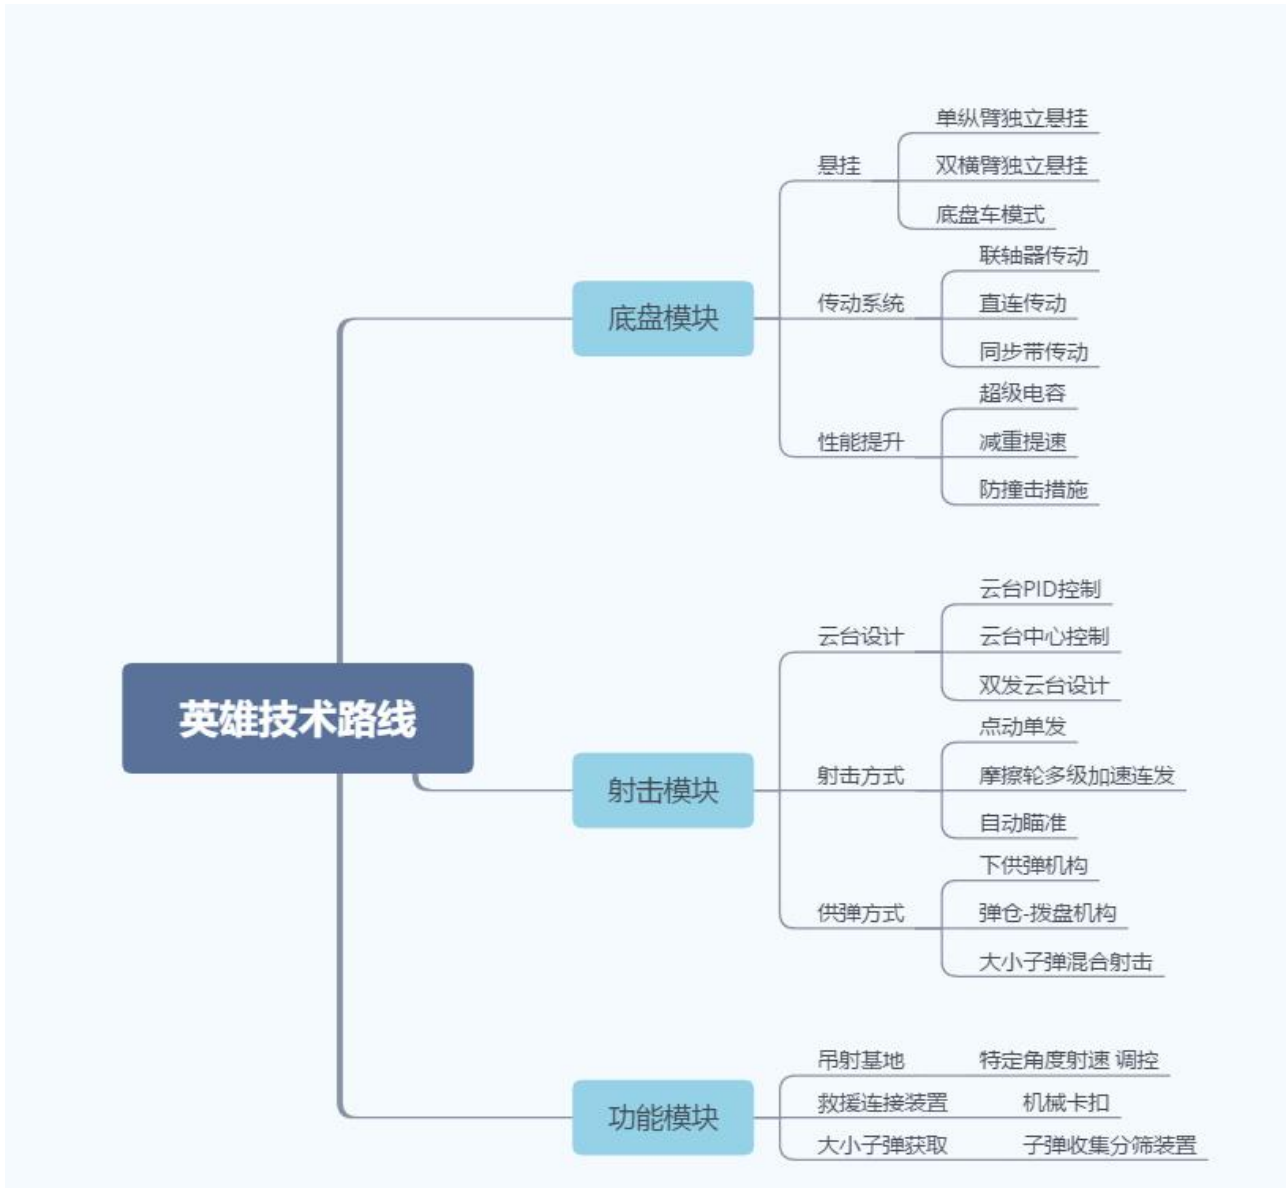 英雄技术路线
底盘模块
悬挂
单纵臂独立悬挂
双横臂独立悬挂
底盘车模式
传动系统
联轴器传动
直连传动
同步带传动
性能提升
超级电容
减重提速
防撞击措施
射击模块
云台设计
云台PID控制
云台中心控制
双发云台设计
射击方式
点动单发
摩擦轮多级加速连发
自动瞄准
供弹方式
下供弹机构
弹仓-拨盘机构
大小子弹混合射击
功能模块
吊射基地
特定角度射速 调控
救援连接装置
机械卡扣
大小子弹获取
子弹收集分筛装置